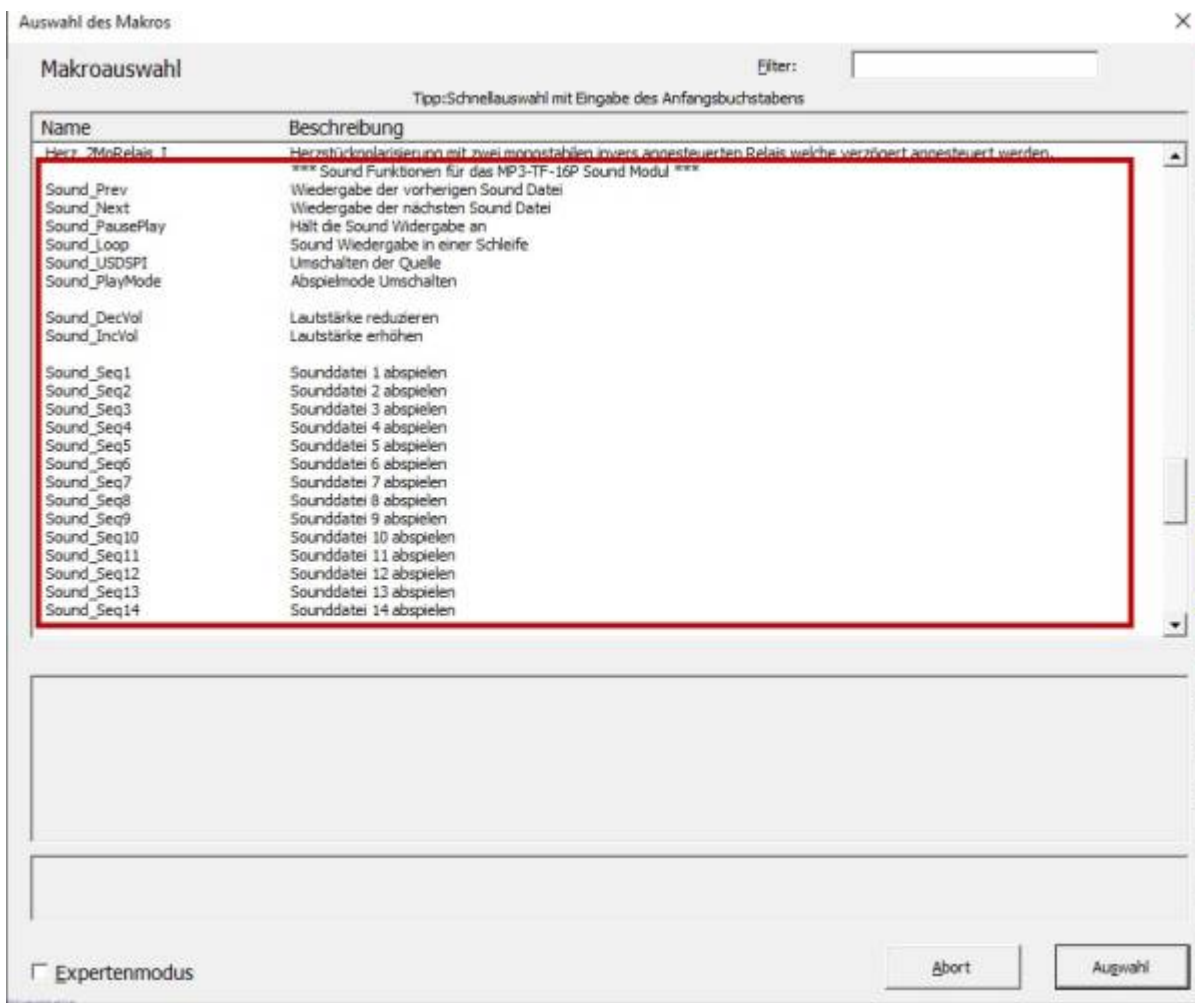 Auswahl des Makros
Makroauswahl Filter:
Tipp:Schnellauswahl mit Eingabe des Anfangsbuchstabens
Name Beschreibung
Herz_2MoRelais_I Herzstückpolarisierung mit zwei monostabilen invers angesteuerten Relais welche verzögert angesteuert werden.
*** Sound Funktionen für das MP3-TF-16P Sound Modul ***
Sound_Prev Wiedergabe der vorherigen Sound Datei
Sound_Next Wiedergabe der nächsten Sound Datei
Sound_PausePlay Hält die Sound Widergabe an
Sound_Loop Sound Wiedergabe in einer Schleife
Sound_USDSPI Umschalten der Quelle
Sound_PlayMode Abspielmode Umschalten
Sound_DecVol Lautstärke reduzieren
Sound_IncVol Lautstärke erhöhen
Sound_Seq1 Sounddatei 1 abspielen
Sound_Seq2 Sounddatei 2 abspielen
Sound_Seq3 Sounddatei 3 abspielen
Sound_Seq4 Sounddatei 4 abspielen
Sound_Seq5 Sounddatei 5 abspielen
Sound_Seq6 Sounddatei 6 abspielen
Sound_Seq7 Sounddatei 7 abspielen
Sound_Seq8 Sounddatei 8 abspielen
Sound_Seq9 Sounddatei 9 abspielen
Sound_Seq10 Sounddatei 10 abspielen
Sound_Seq11 Sounddatei 11 abspielen
Sound_Seq12 Sounddatei 12 abspielen
Sound_Seq13 Sounddatei 13 abspielen
Sound_Seq14 Sounddatei 14 abspielen
Expertenmodus Abort Auswahl